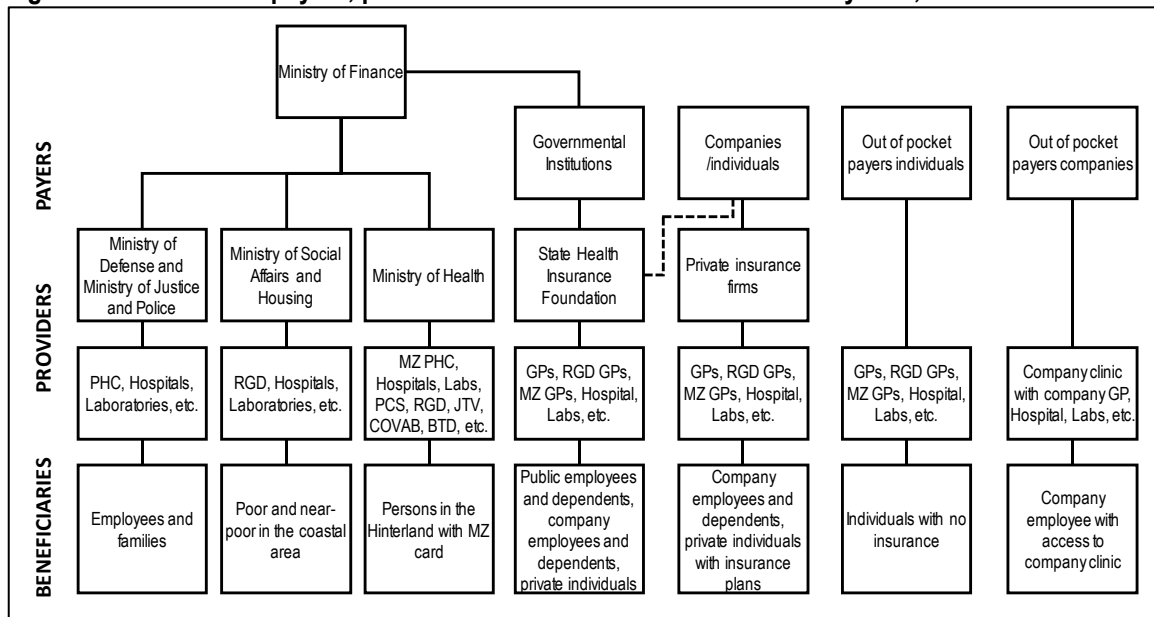 PAYERS
PROVIDERS
BENEFICIARIES
Ministry of Finance
Governmental
Institutions
Companies
/individuals
Out of pocket
payers individuals
Out of pocket
payers companies
Ministry of
Defense and
Ministry of Justice
and Police
Ministry of Social
Affairs and
Housing
Ministry of Health
State Health
Insurance
Foundation
Private insurance
firms
PHC, Hospitals,
Laboratories, etc.
RGD, Hospitals,
Laboratories, etc.
MZ PHC,
Hospitals, Labs,
PCS, RGD, JTV,
COVAB, BTD, etc.
GPs, RGD GPs,
MZ GPs, Hospital,
Labs, etc.
GPs, RGD GPs,
MZ GPs, Hospital,
Labs, etc.
GPs, RGD GPs,
MZ GPs, Hospital,
Labs, etc.
Company clinic
with company GP,
Hospital, Labs, etc.
Employees and
families
Poor and near-
poor in the coastal
area
Persons in the
Hinterland with MZ
card
Public employees
and dependents,
company
employees and
dependents,
private individuals
Company
employees and
dependents,
private individuals
with insurance
plans
Individuals with no
insurance
Company
employee with
access to
company clinic